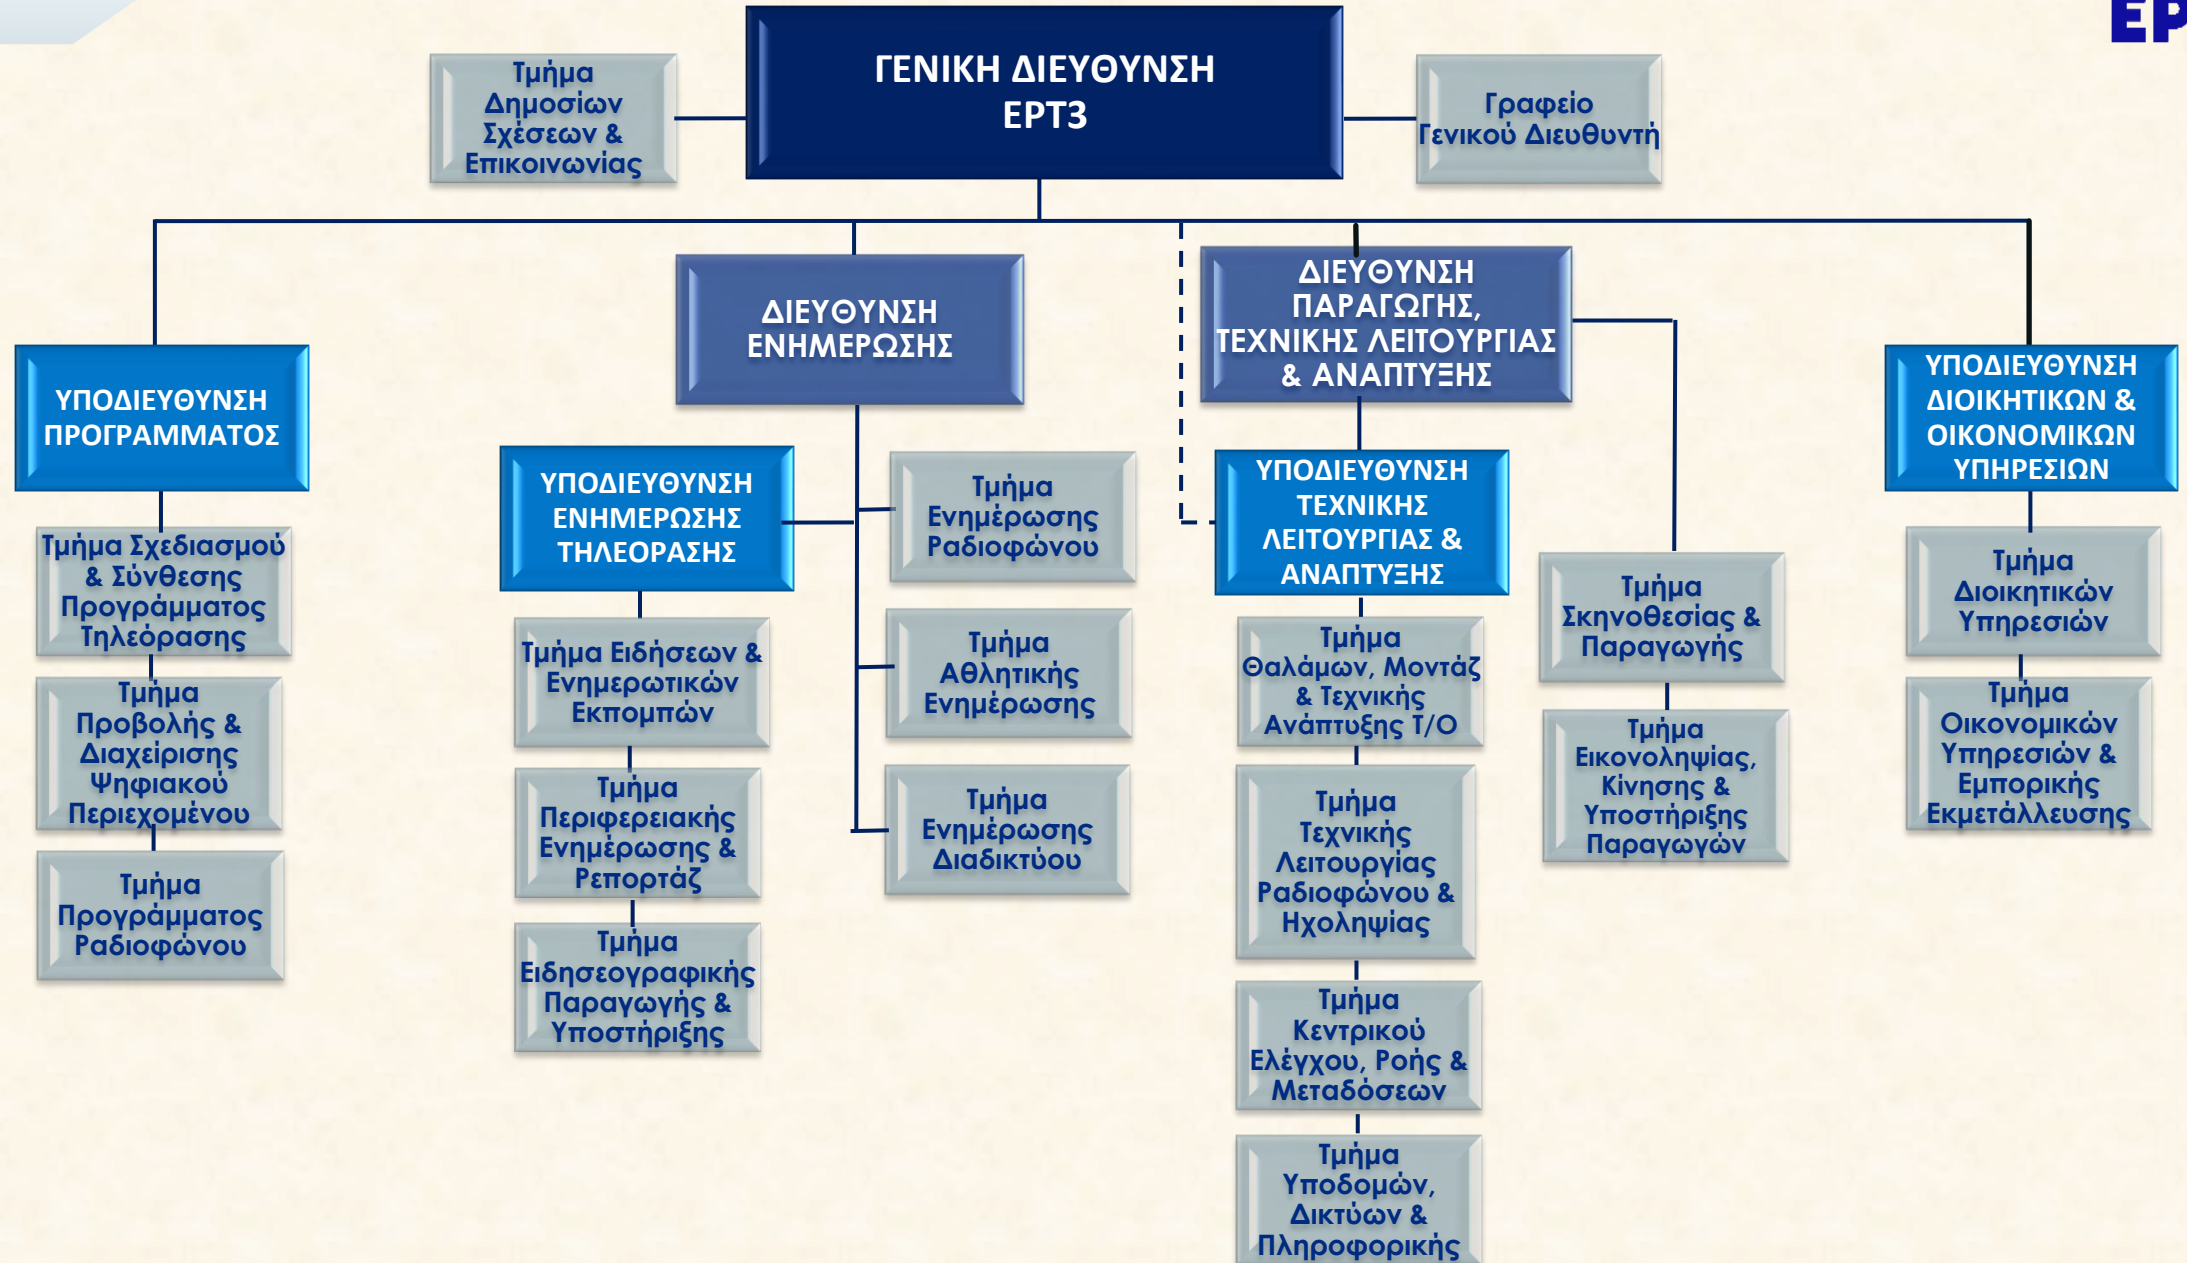 ΕΡ
ΓΕΝΙΚΗ ΔΙΕΥΘΥΝΣΗ
ΕΡΤ3
Τμήμα
Δημοσίων
Σχέσεων &
Επικοινωνίας
Γραφείο
Γενικού Διευθυντή
ΥΠΟΔΙΕΥΘΥΝΣΗ
ΠΡΟΓΡΑΜΜΑΤΟΣ
Τμήμα Σχεδιασμού
& Σύνθεσης
Προγράμματος
Τηλεόρασης
Τμήμα
Προβολής &
Διαχείρισης
Ψηφιακού
Περιεχομένου
Τμήμα
Προγράμματος
Ραδιοφώνου
ΔΙΕΥΘΥΝΣΗ
ΕΝΗΜΕΡΩΣΗΣ
ΥΠΟΔΙΕΥΘΥΝΣΗ
ΕΝΗΜΕΡΩΣΗΣ
ΤΗΛΕΟΡΑΣΗΣ
Τμήμα Ειδήσεων &
Ενημερωτικών
Εκπομπών
Τμήμα
Περιφερειακής
Ενημέρωσης &
Ρεπορτάζ
Τμήμα
Ειδησεογραφικής
Παραγωγής &
Υποστήριξης
Τμήμα
Ενημέρωσης
Ραδιοφώνου
Τμήμα
Αθλητικής
Ενημέρωσης
Τμήμα
Ενημέρωσης
Διαδικτύου
ΔΙΕΥΘΥΝΣΗ
ΠΑΡΑΓΩΓΗΣ,
ΤΕΧΝΙΚΗΣ ΛΕΙΤΟΥΡΓΙΑΣ
& ΑΝΑΠΤΥΞΗΣ
ΥΠΟΔΙΕΥΘΥΝΣΗ
ΤΕΧΝΙΚΗΣ
ΛΕΙΤΟΥΡΓΙΑΣ &
ΑΝΑΠΤΥΞΗΣ
Τμήμα
Θαλάμων, Μοντάζ
& Τεχνικής
Ανάπτυξης Τ/Ο
Τμήμα
Τεχνικής
Λειτουργίας
Ραδιοφώνου &
Ηχοληψίας
Τμήμα
Κεντρικού
Ελέγχου, Ροής &
Μεταδόσεων
Τμήμα
Υποδομών,
Δικτύων &
Πληροφορικής
Τμήμα
Σκηνοθεσίας &
Παραγωγής
Τμήμα
Εικονοληψίας,
Κίνησης &
Υποστήριξης
Παραγωγών
ΥΠΟΔΙΕΥΘΥΝΣΗ
ΔΙΟΙΚΗΤΙΚΩΝ &
ΟΙΚΟΝΟΜΙΚΩΝ
ΥΠΗΡΕΣΙΩΝ
Τμήμα
Διοικητικών
Υπηρεσιών
Τμήμα
Οικονομικών
Υπηρεσιών &
Εμπορικής
Εκμετάλλευσης